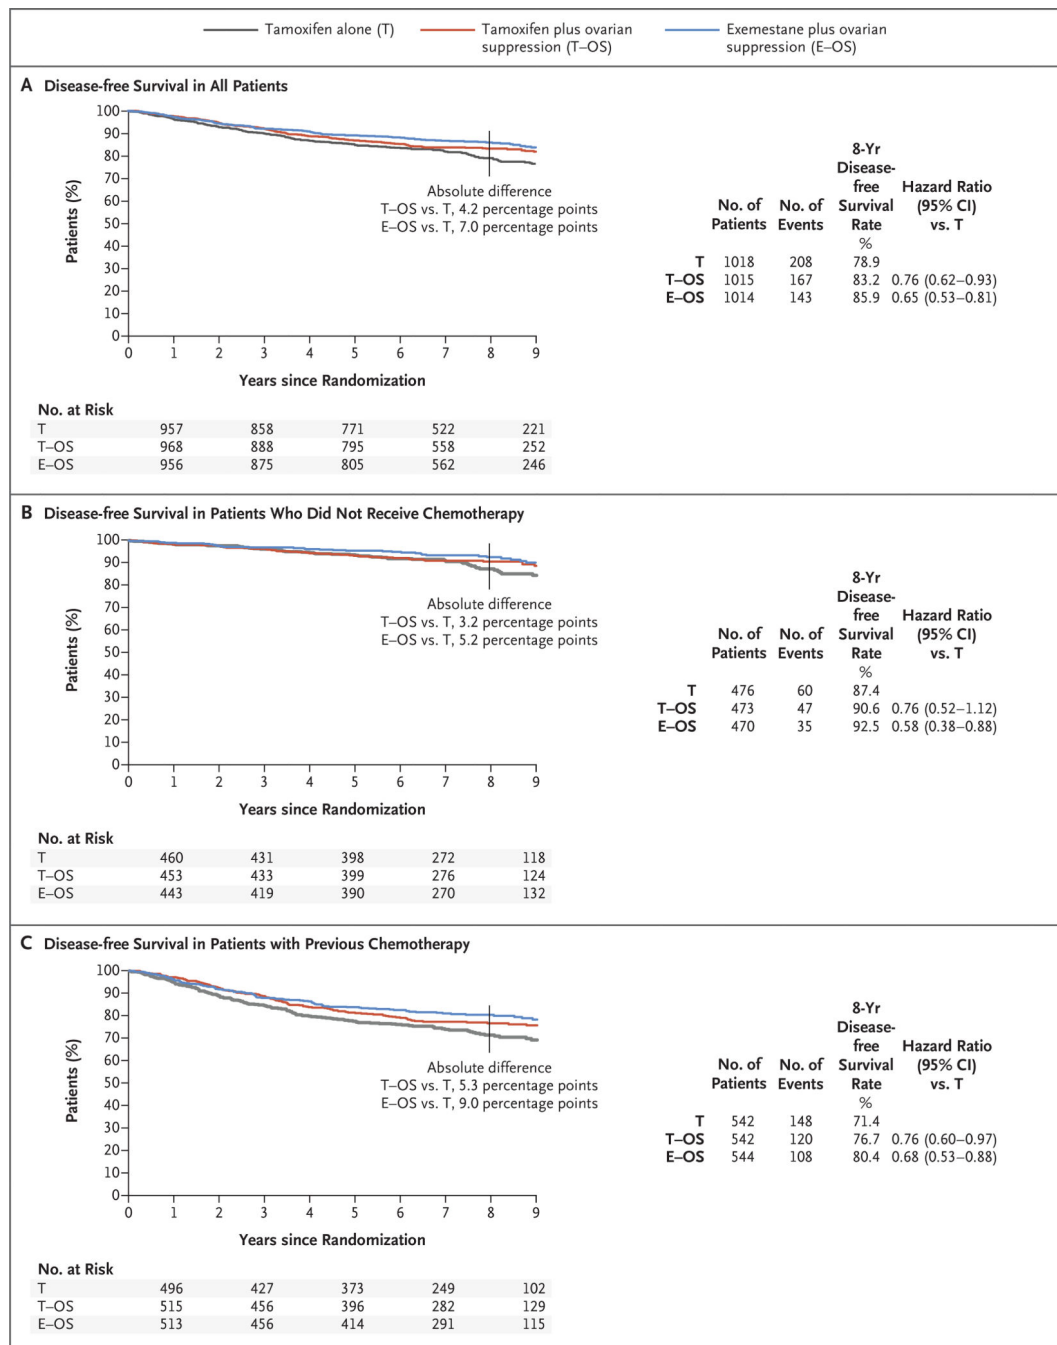 Tamoxifen alone (T)
Tamoxifen plus ovarian
suppression (T–OS)
Exemestane plus ovarian
suppression (E–OS)
A Disease-free Survival in All Patients
Patients (%)
100
90
80
70
60
50
40
30
20
10
0
0 1 2 3 4 5 6 7 8 9
Years since Randomization
Absolute difference
T–OS vs. T, 4.2 percentage points
E–OS vs. T, 7.0 percentage points
8-Yr
Disease-
free Hazard Ratio
No. of No. of Survival (95% CI)
Patients Events Rate vs. T
%
T 1018 208 78.9
T–OS 1015 167 83.2 0.76 (0.62–0.93)
E–OS 1014 143 85.9 0.65 (0.53–0.81)
No. at Risk
T 957 858 771 522 221
T–OS 968 888 795 558 252
E–OS 956 875 805 562 246
B Disease-free Survival in Patients Who Did Not Receive Chemotherapy
Patients (%)
100
90
80
70
60
50
40
30
20
10
0
0 1 2 3 4 5 6 7 8 9
Years since Randomization
Absolute difference
T–OS vs. T, 3.2 percentage points
E–OS vs. T, 5.2 percentage points
8-Yr
Disease-
free Hazard Ratio
No. of No. of Survival (95% CI)
Patients Events Rate vs. T
%
T 476 60 87.4
T–OS 473 47 90.6 0.76 (0.52–1.12)
E–OS 470 35 92.5 0.58 (0.38–0.88)
No. at Risk
T 460 431 398 272 118
T–OS 453 433 399 276 124
E–OS 443 419 390 270 132
C Disease-free Survival in Patients with Previous Chemotherapy
Patients (%)
100
90
80
70
60
50
40
30
20
10
0
0 1 2 3 4 5 6 7 8 9
Years since Randomization
Absolute difference
T–OS vs. T, 5.3 percentage points
E–OS vs. T, 9.0 percentage points
8-Yr
Disease-
free Hazard Ratio
No. of No. of Survival (95% CI)
Patients Events Rate vs. T
%
T 542 148 71.4
T–OS 542 120 76.7 0.76 (0.60–0.97)
E–OS 544 108 80.4 0.68 (0.53–0.88)
No. at Risk
T 496 427 373 249 102
T–OS 515 456 396 282 129
E–OS 513 456 414 291 115